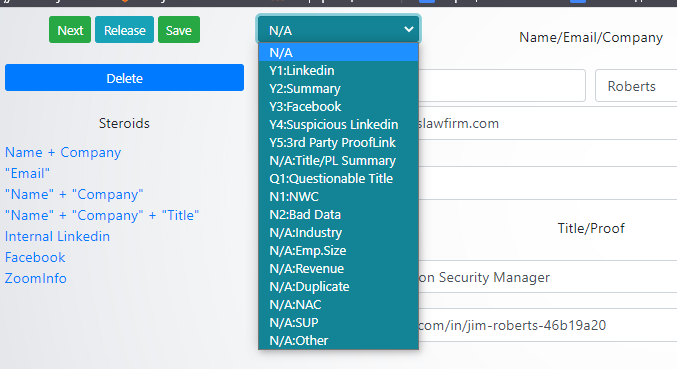 Next
Release
Save
N/A
Name/Email/Company
N/A
Y1:Linkedin
Delete
Y2:Summary
Roberts
Y3:Facebook
Steroids
Y4:Suspicious Linkedin
slawfirm.com
Y5:3rd Party ProofLink
Name + Company
N/A:Title/PL Summary
"Email"
Q1:Questionable Title
"Name" + "Company"
N1:NWC
"Name" + "Company" + "Title"
N2:Bad Data
N/A:Industry
Title/Proof
Internal Linkedin
N/A:Emp.Size
Facebook
N/A:Revenue
ZoomInfo
on Security Manager
N/A:Duplicate
N/A:NAC
N/A:SUP
com/in/jim-roberts-46b19a20
N/A:Other